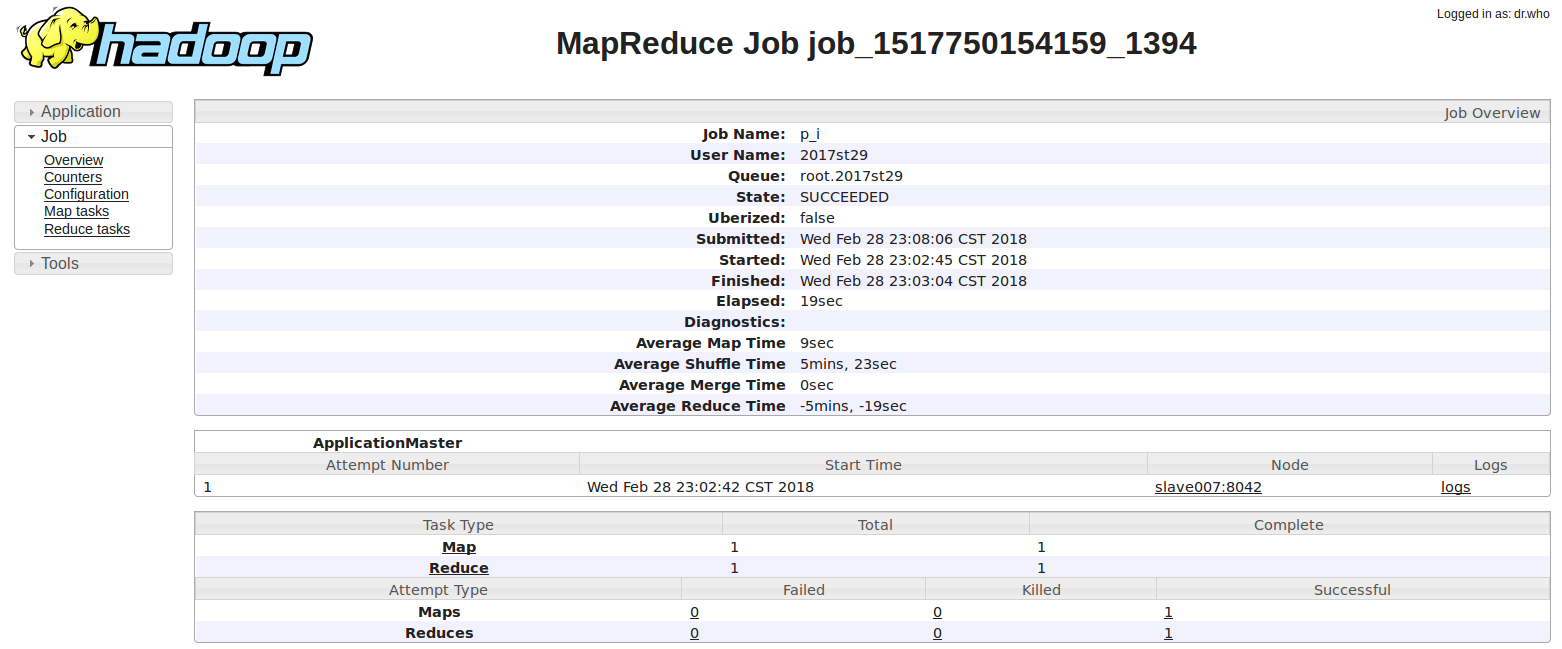 Logged in as: dr.who
hadoop
MapReduce Job job_1517750154159_1394
Application
Job
Overview
Counters
Configuration
Map tasks
Reduce tasks
Tools
Job Overview
Job Name: p_i
User Name: 2017st29
Queue: root.2017st29
State: SUCCEEDED
Uberized: false
Submitted: Wed Feb 28 23:08:06 CST 2018
Started: Wed Feb 28 23:02:45 CST 2018
Finished: Wed Feb 28 23:03:04 CST 2018
Elapsed: 19sec
Diagnostics:
Average Map Time 9sec
Average Shuffle Time 5mins, 23sec
Average Merge Time 0sec
Average Reduce Time -5mins, -19sec
ApplicationMaster
Attempt Number Start Time Node Logs
1 Wed Feb 28 23:02:42 CST 2018 slave007:8042 logs
Task Type Total Complete
Map 1 1
Reduce 1 1
Attempt Type Failed Killed Successful
Maps 0 0 1
Reduces 0 0 1